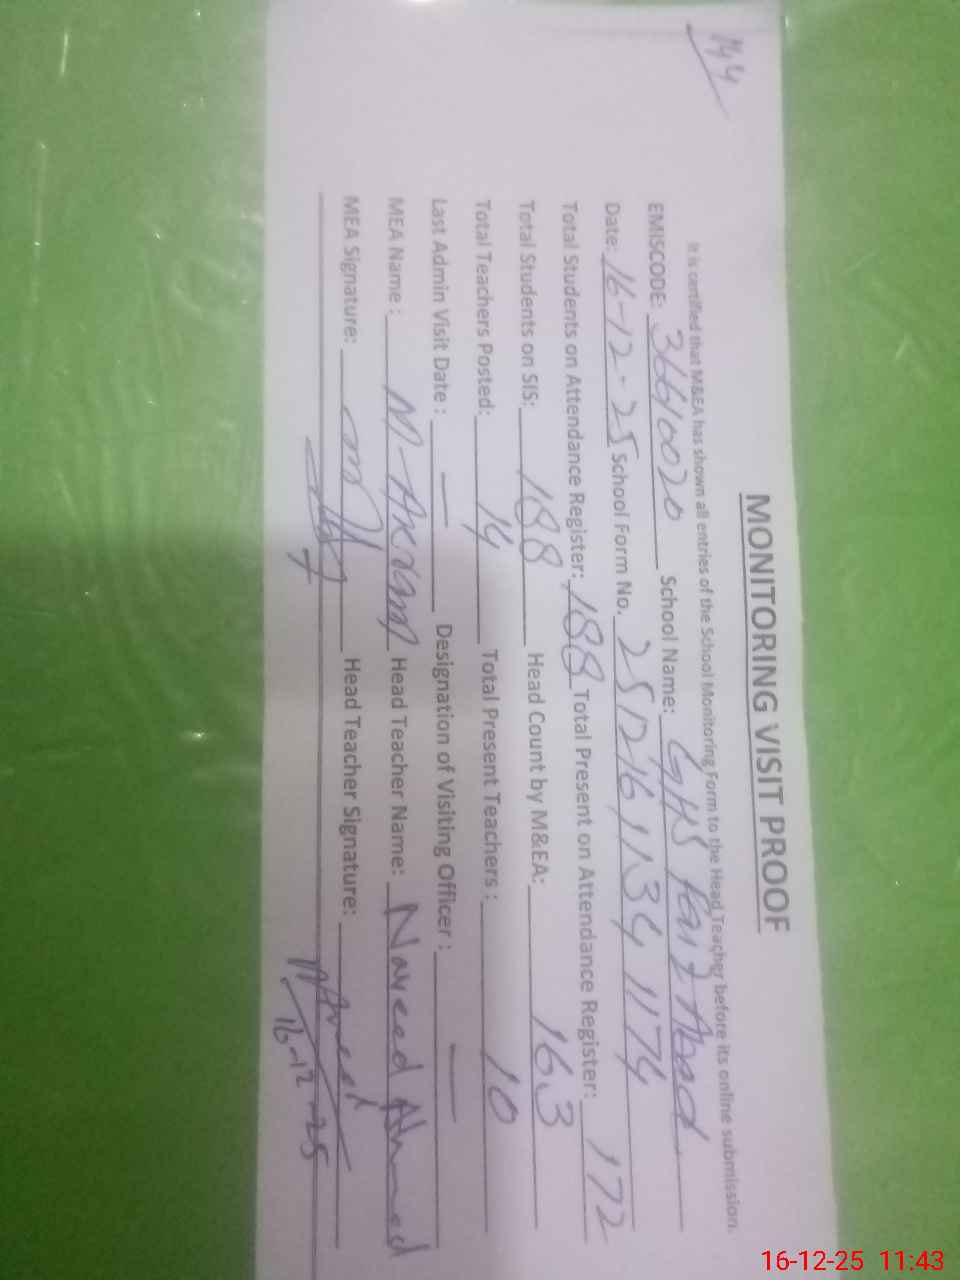 144
MONITORING VISIT PROOF
It is certified that M&EA has shown all entries of the School Monitoring Form to the Head Teacher before its online submission.
EMISCODE: 36640020 School Name: GHS Faiz Abad
Date: 16-12-25 School Form No. 25121611341174
Total Students on Attendance Register: 188 Total Present on Attendance Register: 172
Total Students on SIS: 188 Head Count by M&EA: 163
Total Teachers Posted: 14 Total Present Teachers : 10
Last Admin Visit Date : — Designation of Visiting Officer : —
MEA Name : M-Akram Head Teacher Name: Naveed Ahmed
MEA Signature: Head Teacher Signature:
16-12-25
16-12-25 11:43